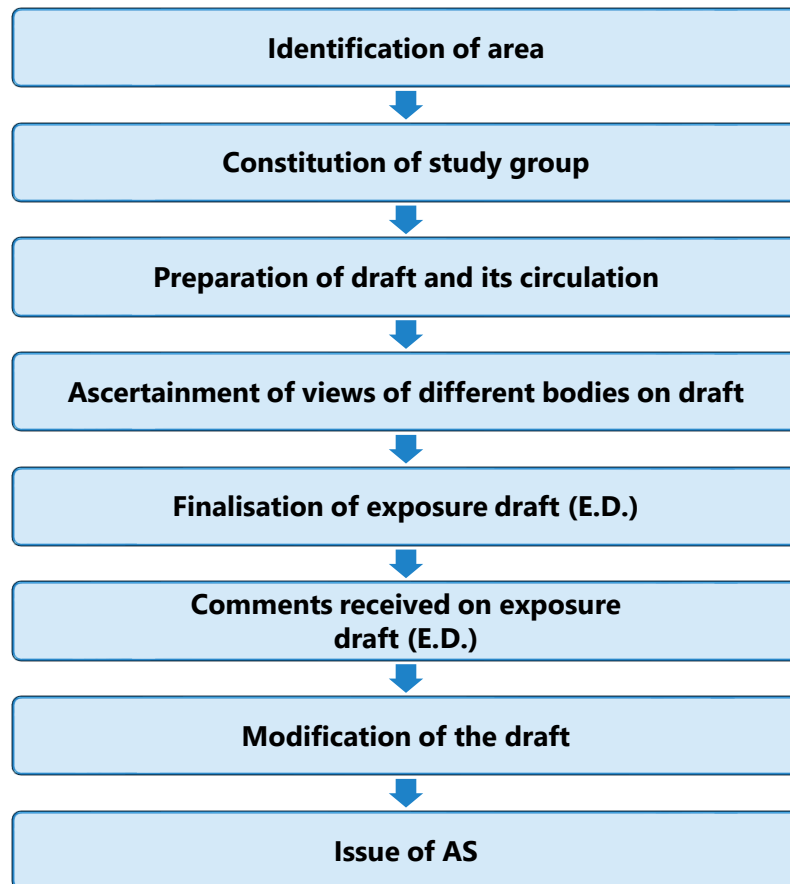 Identification of area
Constitution of study group
Preparation of draft and its circulation
Ascertainment of views of different bodies on draft
Finalisation of exposure draft (E.D.)
Comments received on exposure
draft (E.D.)
Modification of the draft
Issue of AS